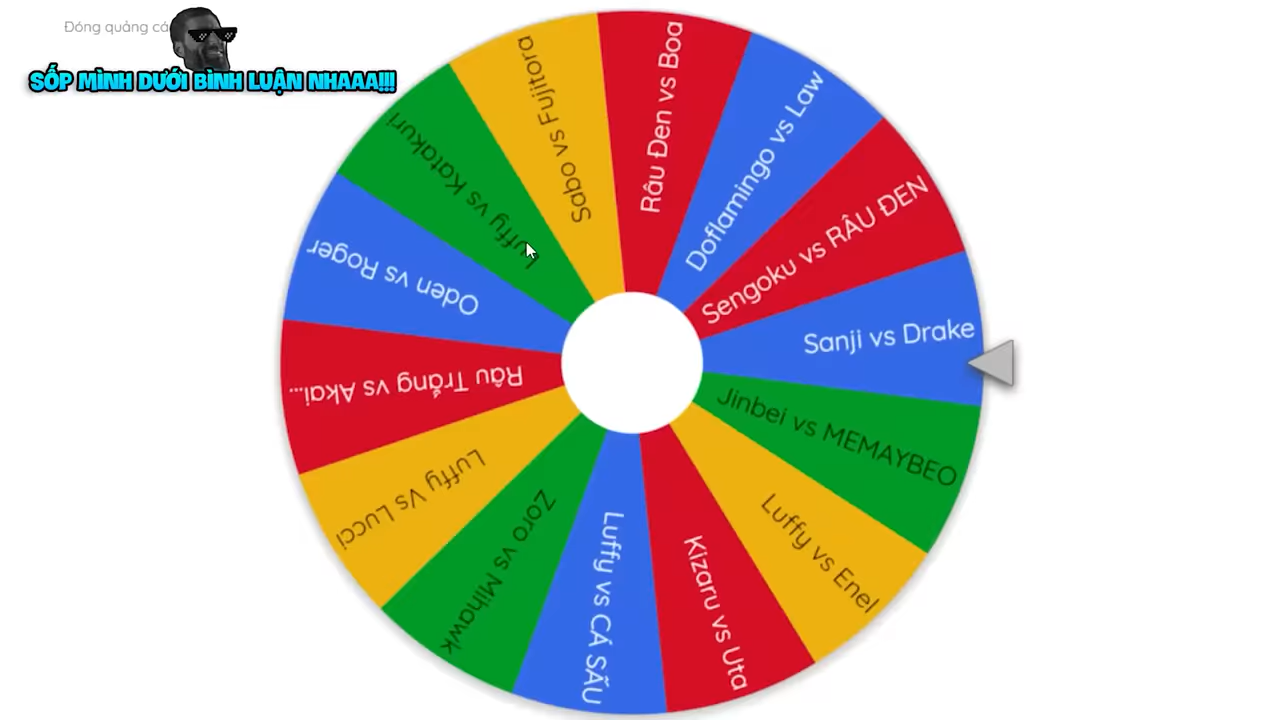 Đóng quảng cá
SỐP MÌNH DƯỚI BÌNH LUẬN NHAAA!!!
Râu Đen vs Boa
Doflamingo vs Law
Sengoku vs RÂU ĐEN
Sanji vs Drake
Jinbei vs MEMAYBEO
Luffy vs Enel
Kizaru vs Uta
Luffy vs CÁ SẤU
Zoro vs Mihawk
Luffy Vs Lucci
Râu Trắng vs Akai...
Oden vs Roger
Luffy vs Katakuri
Sabo vs Fujitora